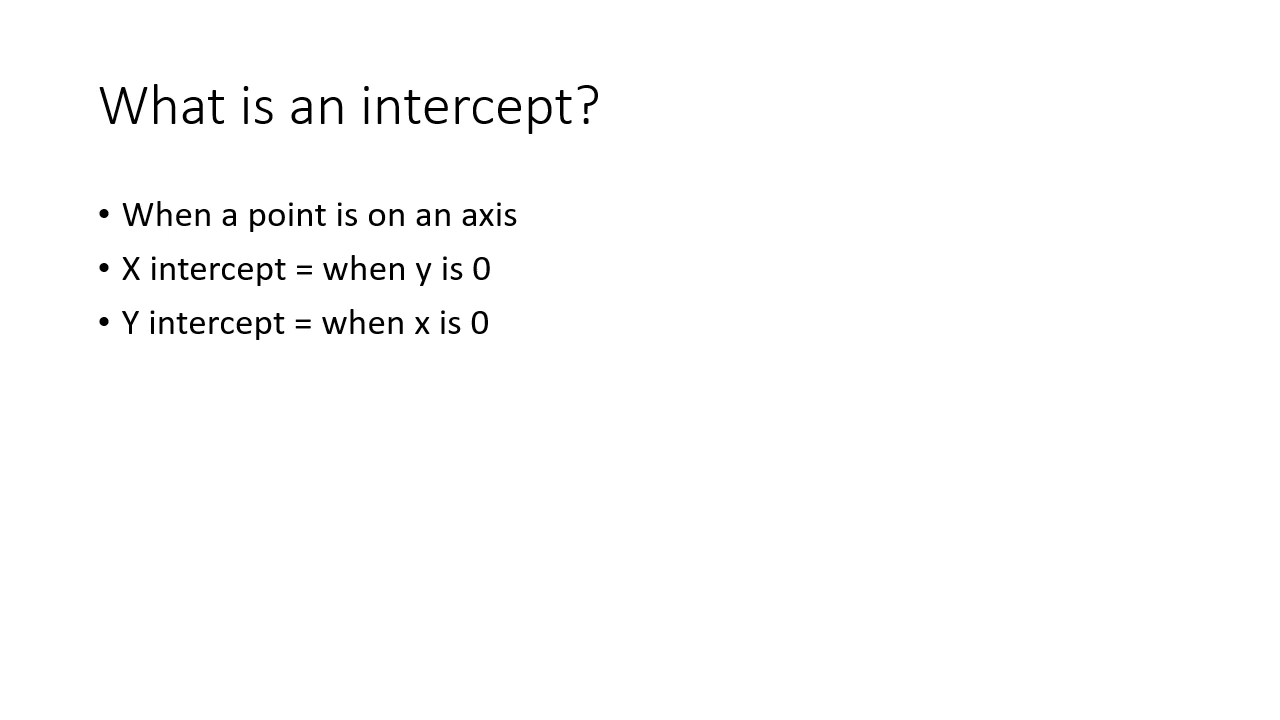 What is an intercept?
• When a point is on an axis
• X intercept = when y is 0
• Y intercept = when x is 0